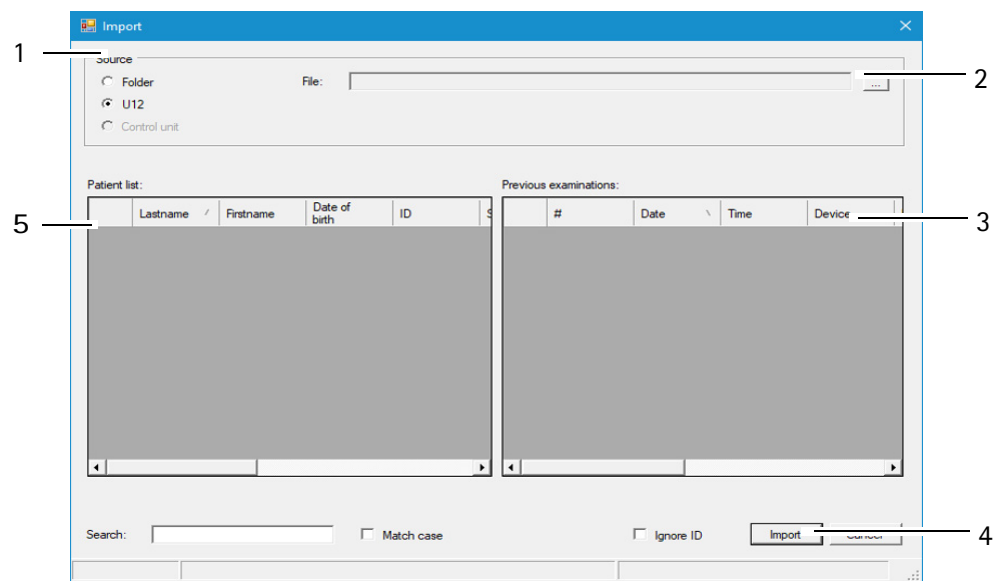 Import
1
Source
Folder
File:
...
2
U12
Control unit
Patient list:
Previous examinations:
5
Lastname
Firstname
Date of
birth
ID
S
#
Date
Time
Device
3
Search:
Match case
Ignore ID
Import
Cancel
4